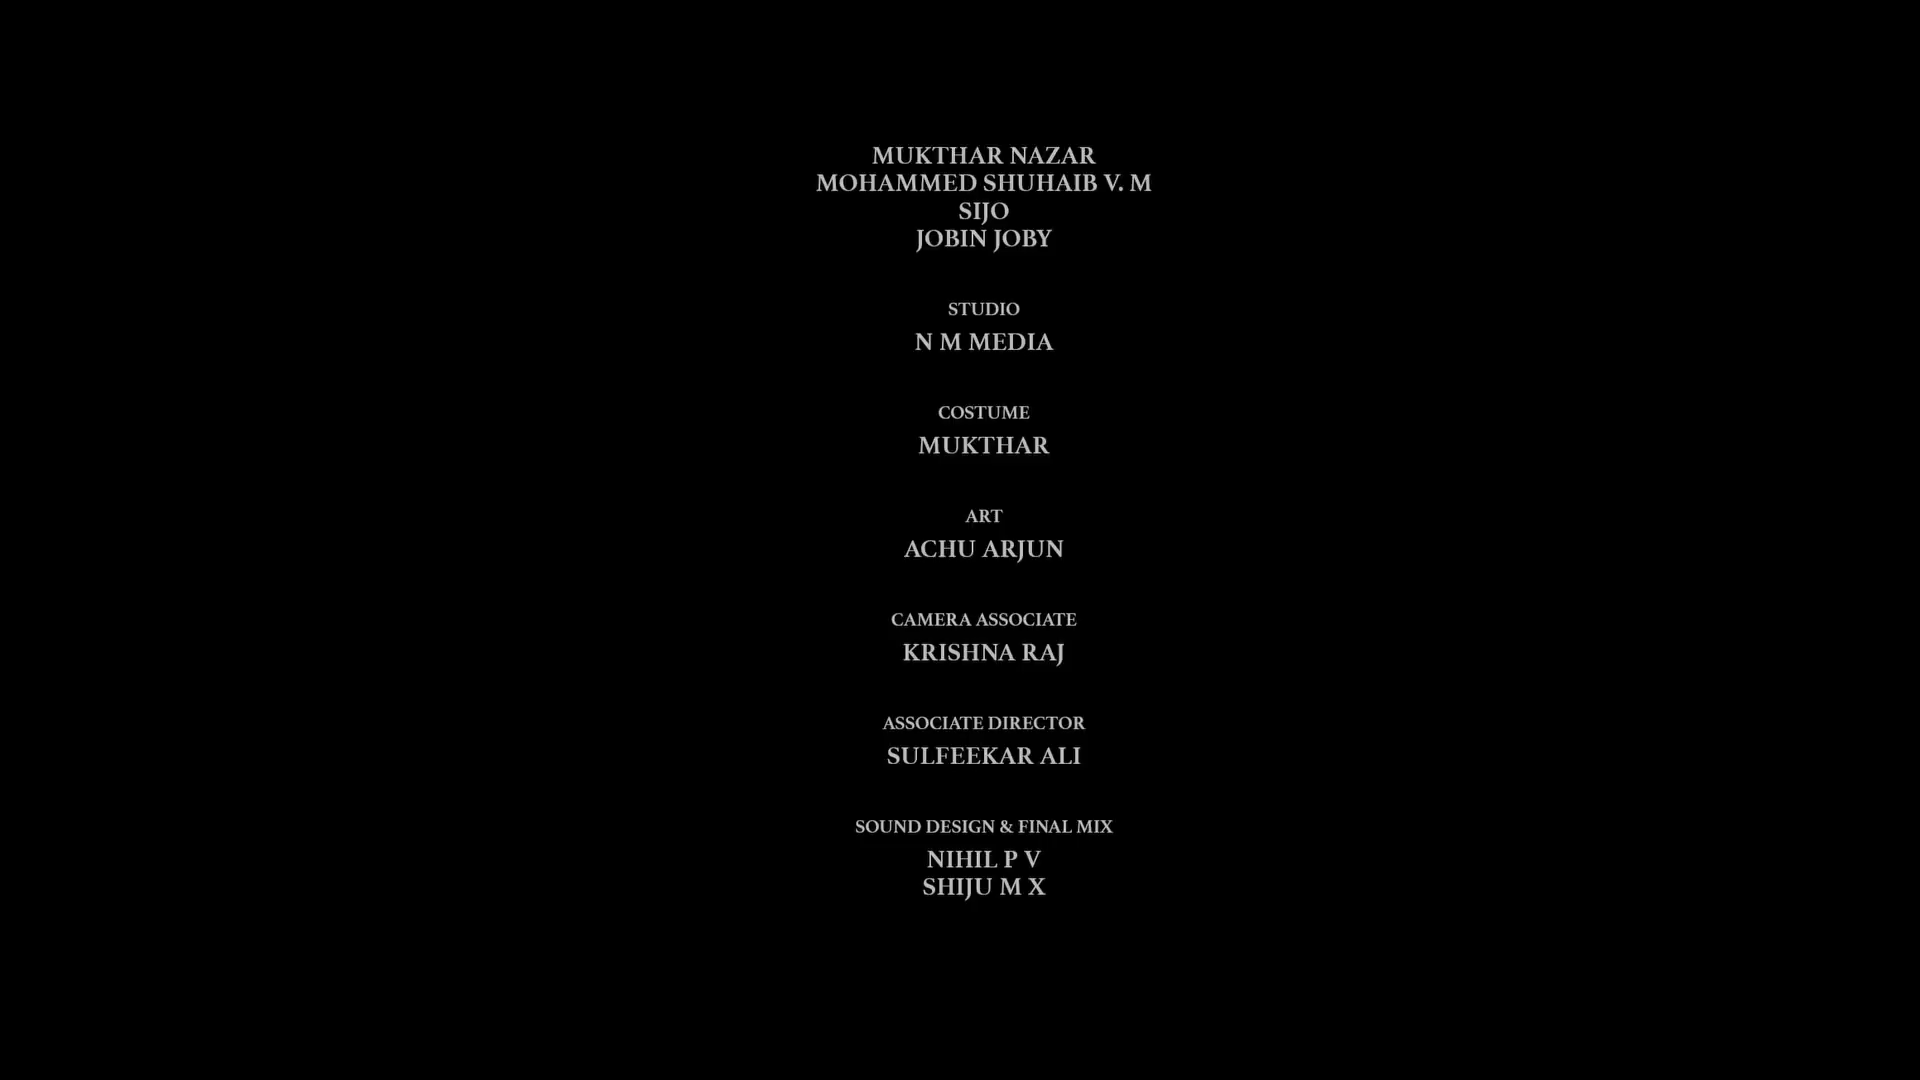 MUKTHAR NAZAR
MOHAMMED SHUHAIB V. M
SIJO
JOBIN JOBY
STUDIO
N M MEDIA
COSTUME
MUKTHAR
ART
ACHU ARJUN
CAMERA ASSOCIATE
KRISHNA RAJ
ASSOCIATE DIRECTOR
SULFEEKAR ALI
SOUND DESIGN & FINAL MIX
NIHIL P V
SHIJU M X